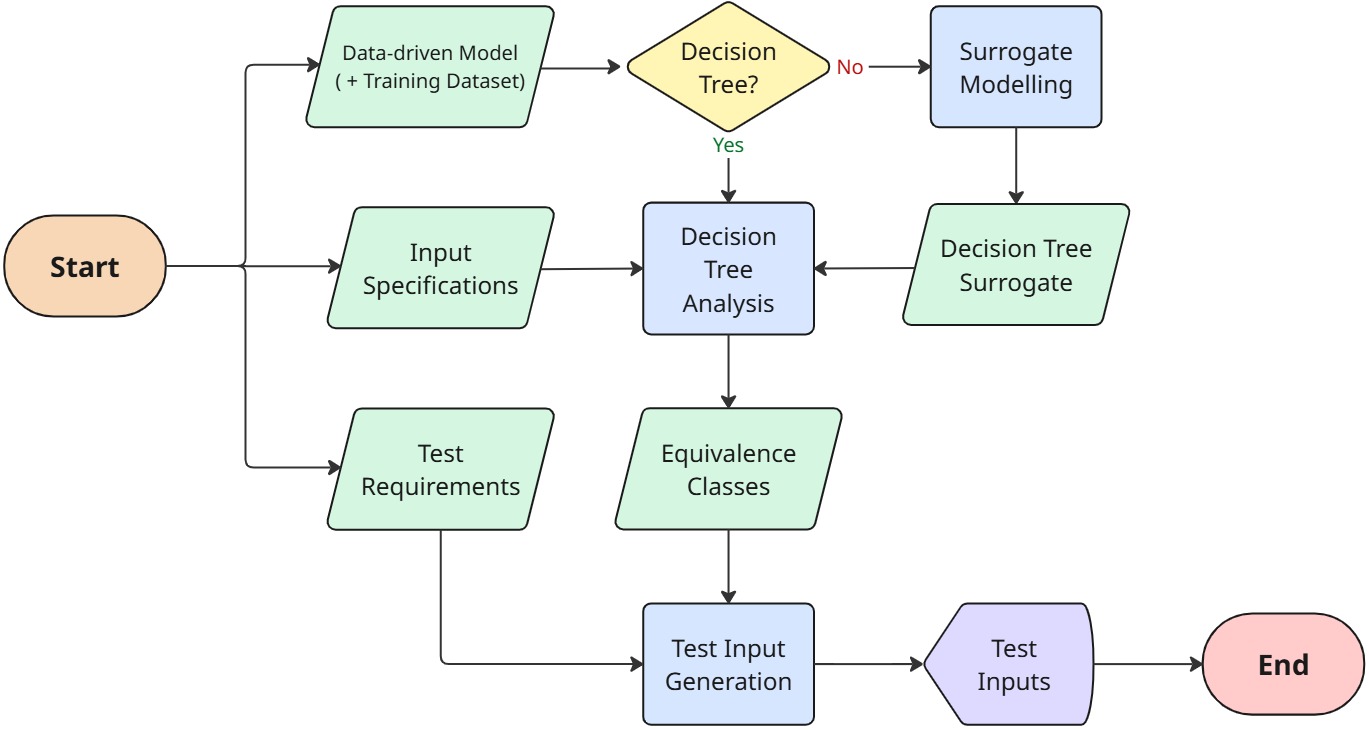 Data-driven Model
( + Training Dataset)
Decision
Tree?
No
Surrogate
Modelling
Yes
Start
Input
Specifications
Decision
Tree
Analysis
Decision Tree
Surrogate
Test
Requirements
Equivalence
Classes
Test Input
Generation
Test
Inputs
End